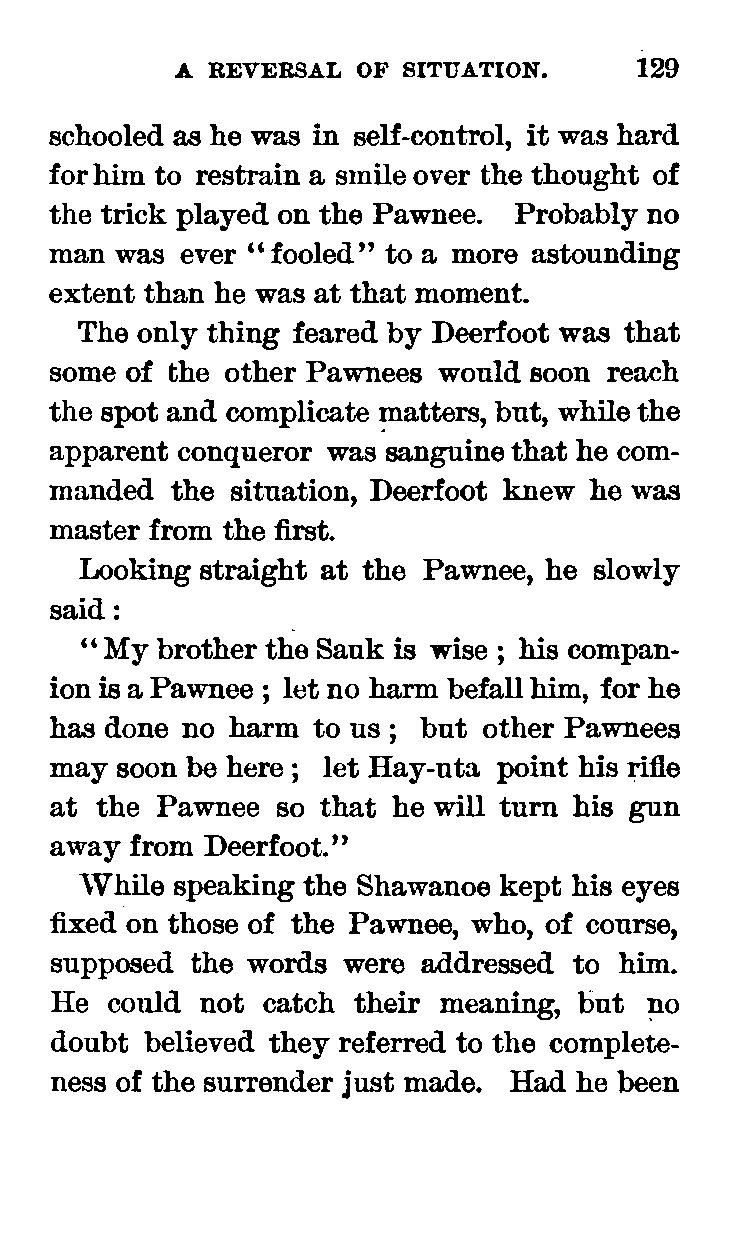 A REVERSAL OF SITUATION. 129
schooled as he was in self-control, it was hard
for him to restrain a smile over the thought of
the trick played on the Pawnee. Probably no
man was ever "fooled" to a more astounding
extent than he was at that moment.
The only thing feared by Deerfoot was that
some of the other Pawnees would soon reach
the spot and complicate matters, but, while the
apparent conqueror was sanguine that he com-
manded the situation, Deerfoot knew he was
master from the first.
Looking straight at the Pawnee, he slowly
said :
"My brother the Sauk is wise ; his compan-
ion is a Pawnee ; let no harm befall him, for he
has done no harm to us ; but other Pawnees
may soon be here ; let Hay-uta point his rifle
at the Pawnee so that he will turn his gun
away from Deerfoot."
While speaking the Shawanoe kept his eyes
fixed on those of the Pawnee, who, of course,
supposed the words were addressed to him.
He could not catch their meaning, but no
doubt believed they referred to the complete-
ness of the surrender just made. Had he been